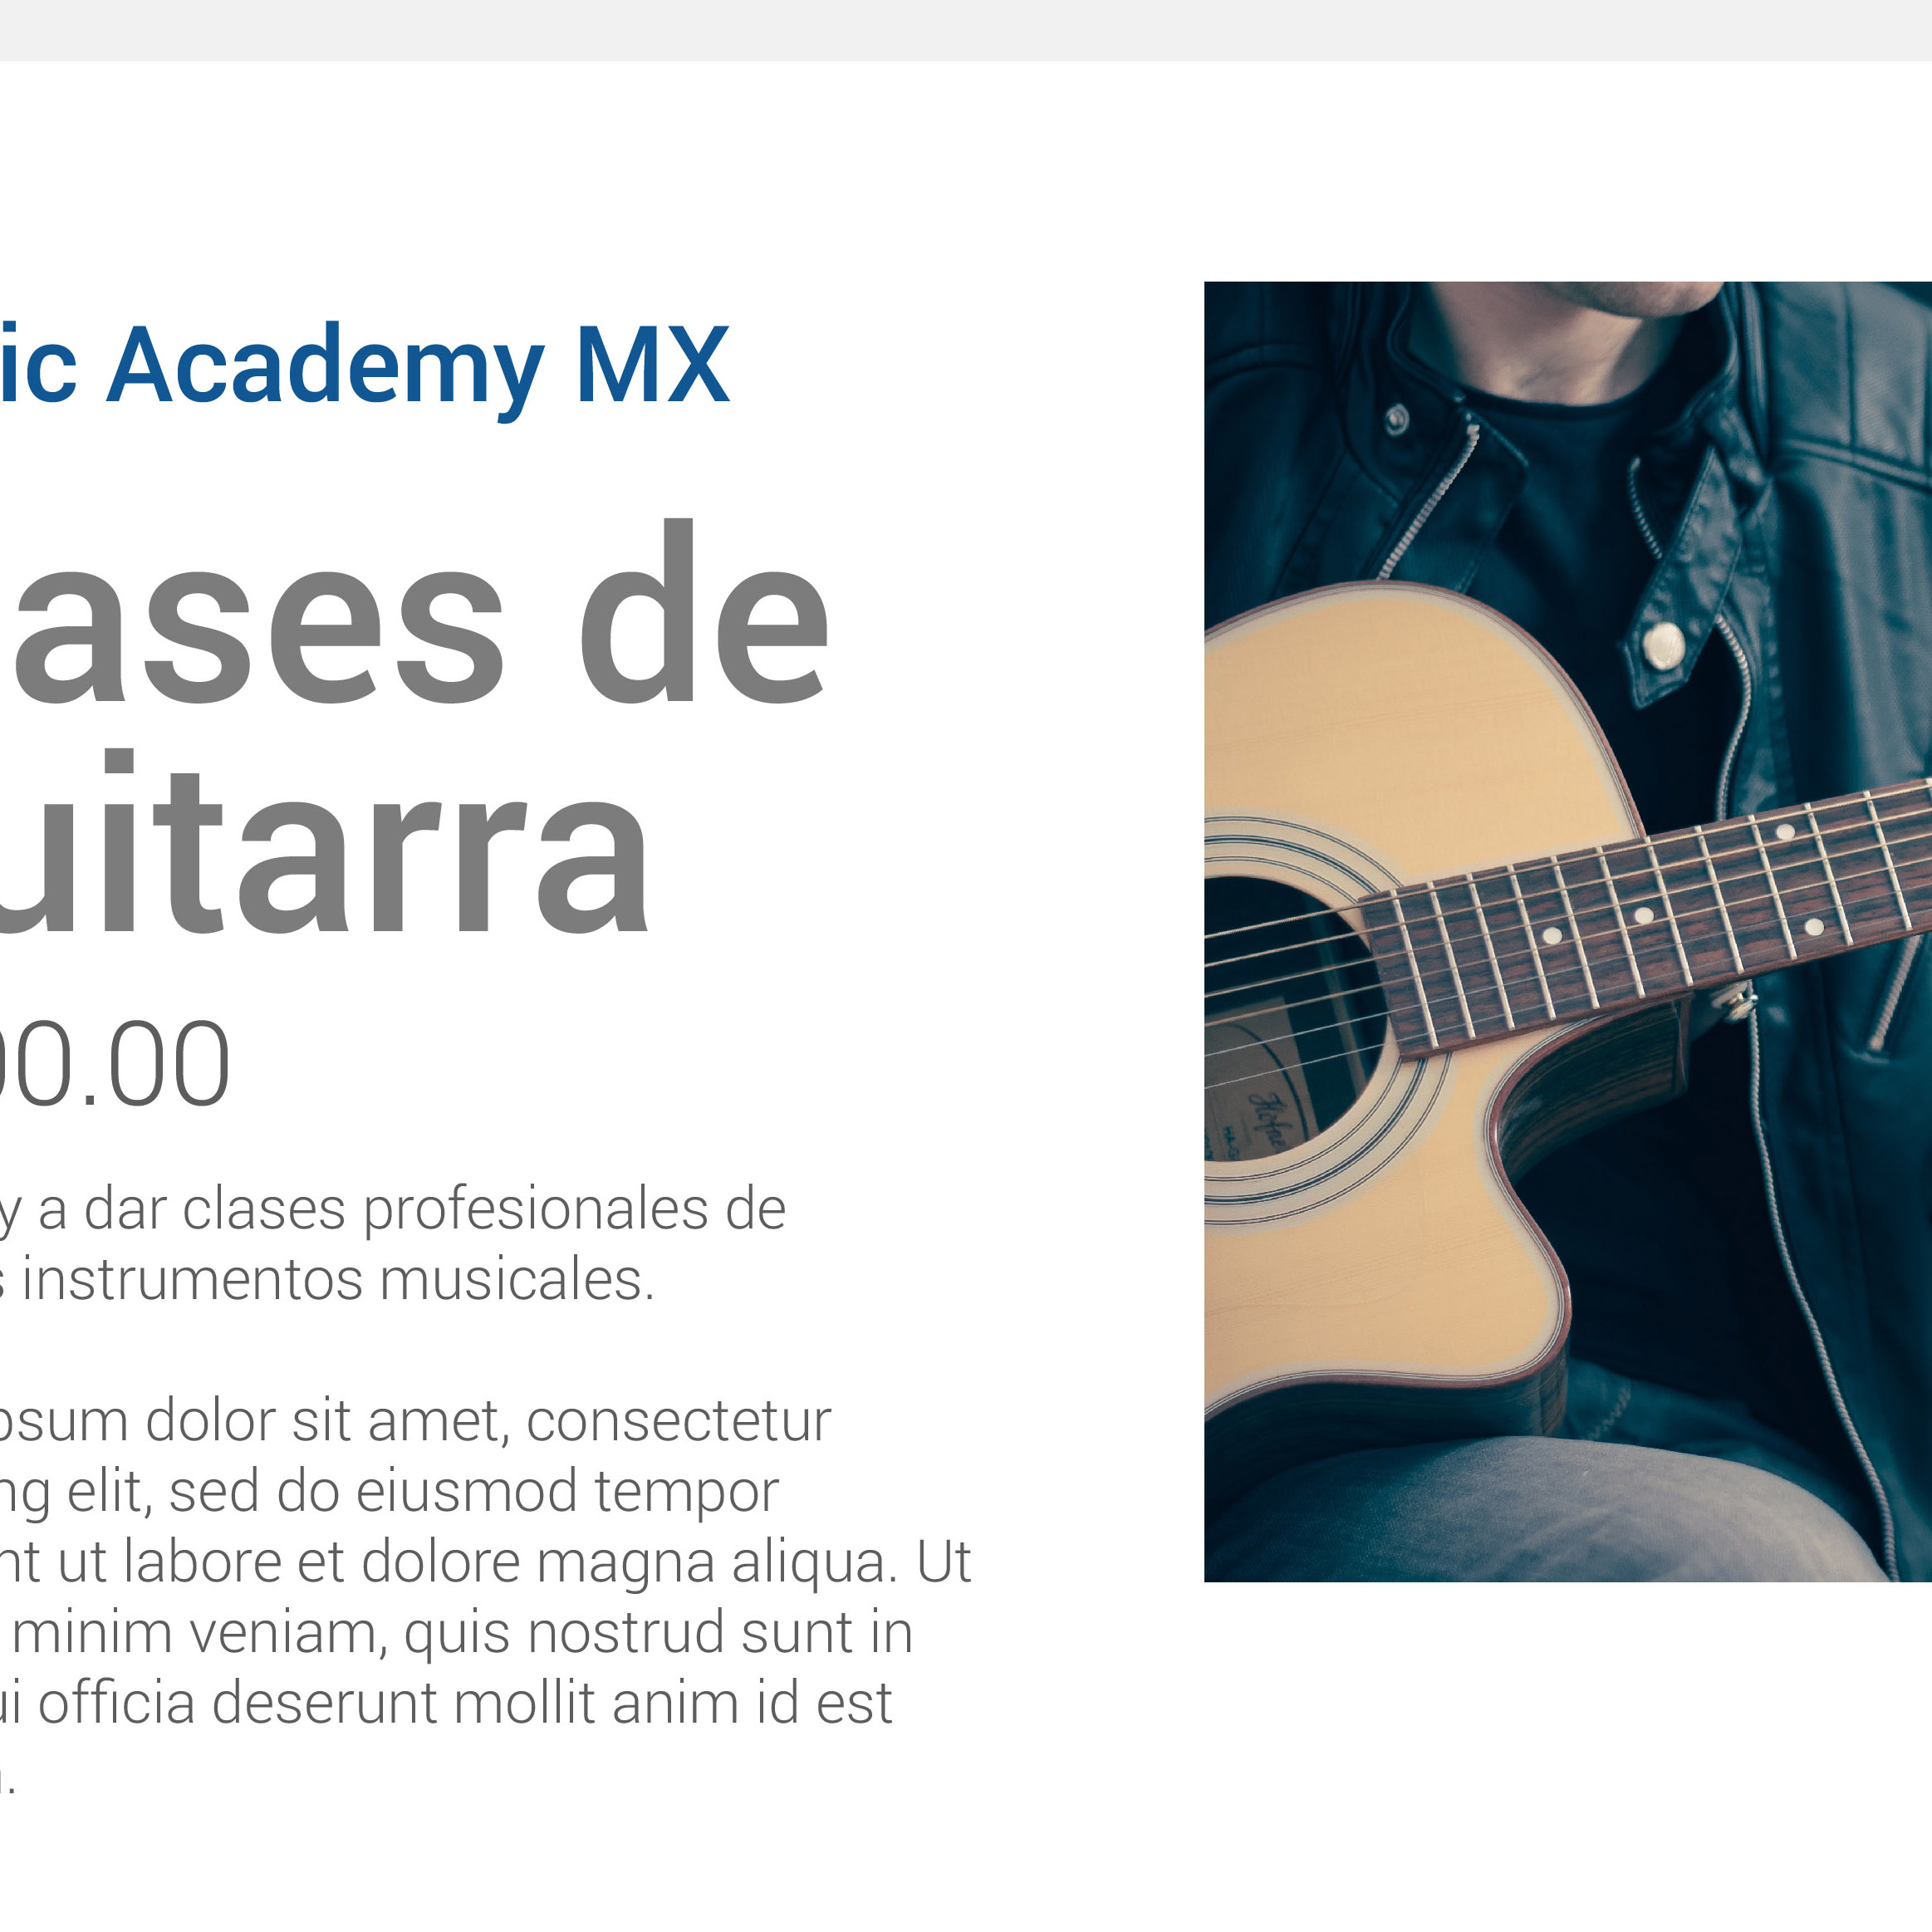 ic Academy MX
ases de
uitarra
00.00
y a dar clases profesionales de
s instrumentos musicales.
psum dolor sit amet, consectetur
ng elit, sed do eiusmod tempor
nt ut labore et dolore magna aliqua. Ut
minim veniam, quis nostrud sunt in
ui officia deserunt mollit anim id est